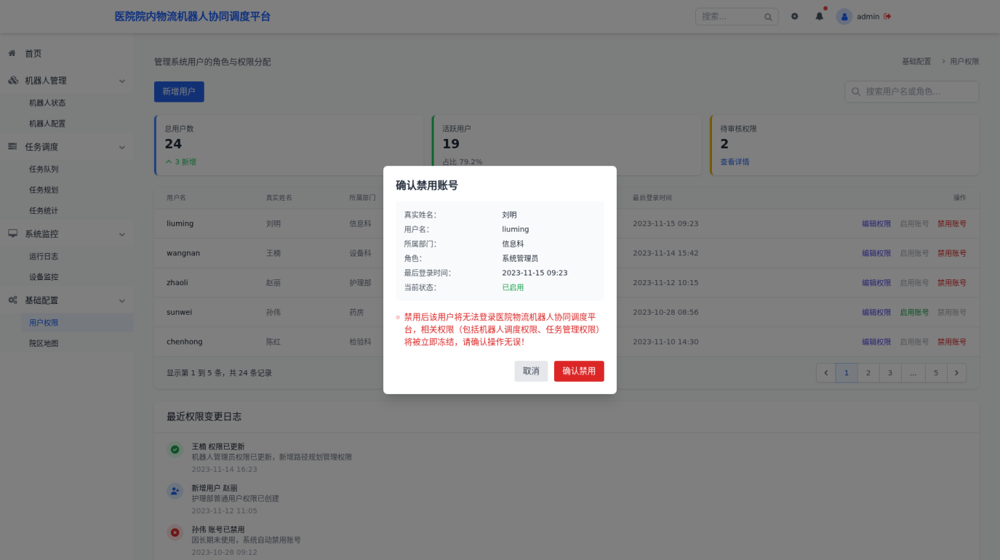 医院院内物流机器人协同调度平台
搜索...
admin
首页
机器人管理
机器人状态
机器人配置
任务调度
任务队列
任务规划
任务统计
系统监控
运行日志
设备监控
基础配置
用户权限
院区地图
管理系统用户的角色与权限分配
基础配置 > 用户权限
新增用户
搜索用户名或角色...
总用户数
24
3 新增
活跃用户
19
占比 79.2%
待审核权限
2
查看详情
用户名 真实姓名 所属部门 最后登录时间 操作
liuming 刘明 信息科 2023-11-15 09:23 编辑权限 启用账号 禁用账号
wangnan 王楠 设备科 2023-11-14 15:42 编辑权限 启用账号 禁用账号
zhaoli 赵丽 护理部 2023-11-12 10:15 编辑权限 启用账号 禁用账号
sunwei 孙伟 药房 2023-10-28 08:56 编辑权限 启用账号 禁用账号
chenhong 陈红 检验科 2023-11-10 14:30 编辑权限 启用账号 禁用账号
显示第 1 到 5 条，共 24 条记录
1 2 3 ... 5
确认禁用账号
真实姓名： 刘明
用户名： liuming
所属部门： 信息科
角色： 系统管理员
最后登录时间： 2023-11-15 09:23
当前状态： 已启用
禁用后该用户将无法登录医院物流机器人协同调度平
台，相关权限（包括机器人调度权限、任务管理权限）
将被立即冻结，请确认操作无误！
取消 确认禁用
最近权限变更日志
王楠 权限已更新
机器人管理员权限已更新，新增路径规划管理权限
2023-11-14 16:23
新增用户 赵丽
护理部普通用户权限已创建
2023-11-12 11:05
孙伟 账号已禁用
因长期未使用，系统自动禁用账号
2023-10-28 09:12